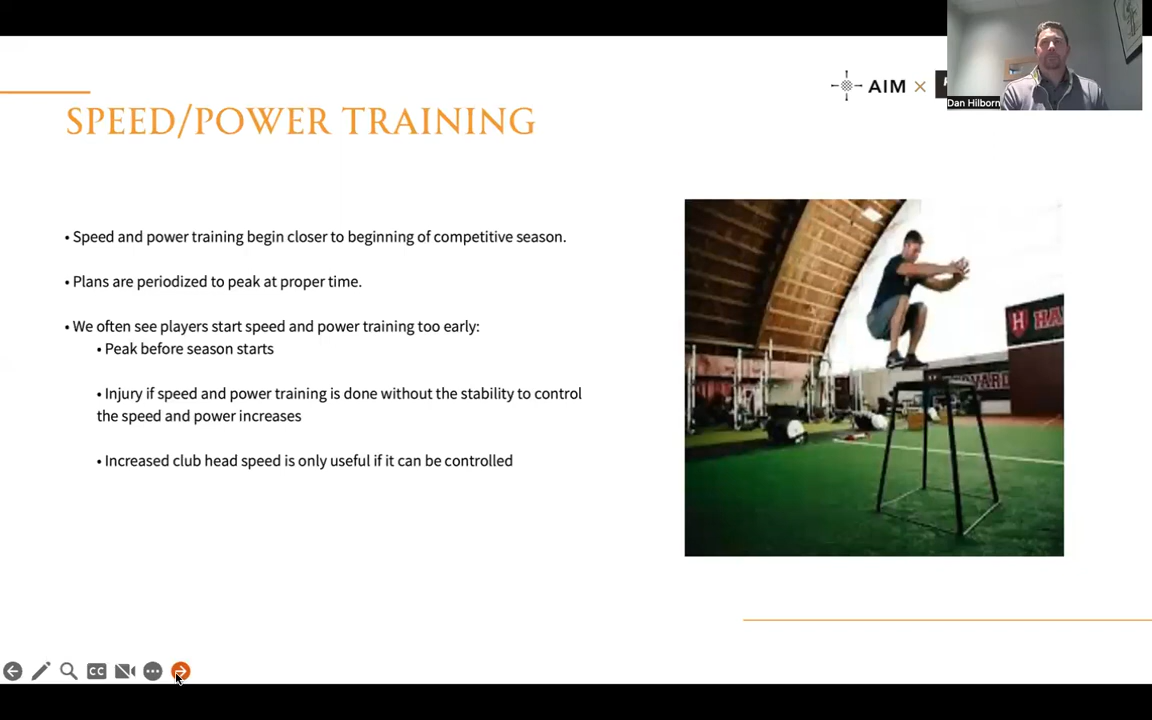 AIM ×
Dan Hilborn
SPEED/POWER TRAINING
• Speed and power training begin closer to beginning of competitive season.
• Plans are periodized to peak at proper time.
• We often see players start speed and power training too early:
• Peak before season starts
• Injury if speed and power training is done without the stability to control
the speed and power increases
• Increased club head speed is only useful if it can be controlled
H HA
HARVARD
CC